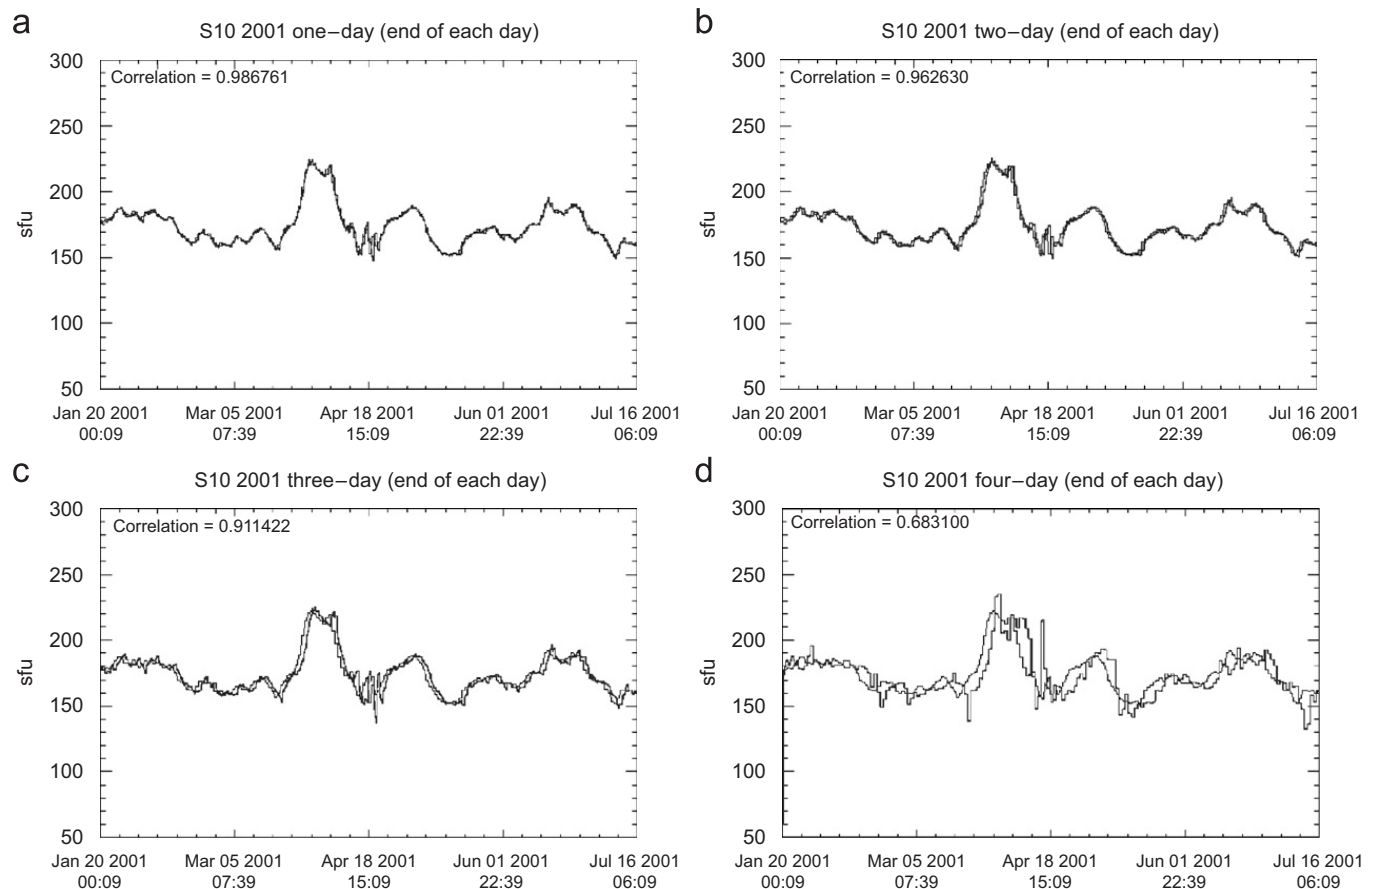 a
S10 2001 one−day (end of each day)
Correlation = 0.986761
300
250
200
150
100
50
sfu
Jan 20 2001 Mar 05 2001 Apr 18 2001 Jun 01 2001 Jul 16 2001
00:09 07:39 15:09 22:39 06:09
b
S10 2001 two−day (end of each day)
Correlation = 0.962630
300
250
200
150
100
50
sfu
Jan 20 2001 Mar 05 2001 Apr 18 2001 Jun 01 2001 Jul 16 2001
00:09 07:39 15:09 22:39 06:09
c
S10 2001 three−day (end of each day)
Correlation = 0.911422
300
250
200
150
100
50
sfu
Jan 20 2001 Mar 05 2001 Apr 18 2001 Jun 01 2001 Jul 16 2001
00:09 07:39 15:09 22:39 06:09
d
S10 2001 four−day (end of each day)
Correlation = 0.683100
300
250
200
150
100
50
sfu
Jan 20 2001 Mar 05 2001 Apr 18 2001 Jun 01 2001 Jul 16 2001
00:09 07:39 15:09 22:39 06:09